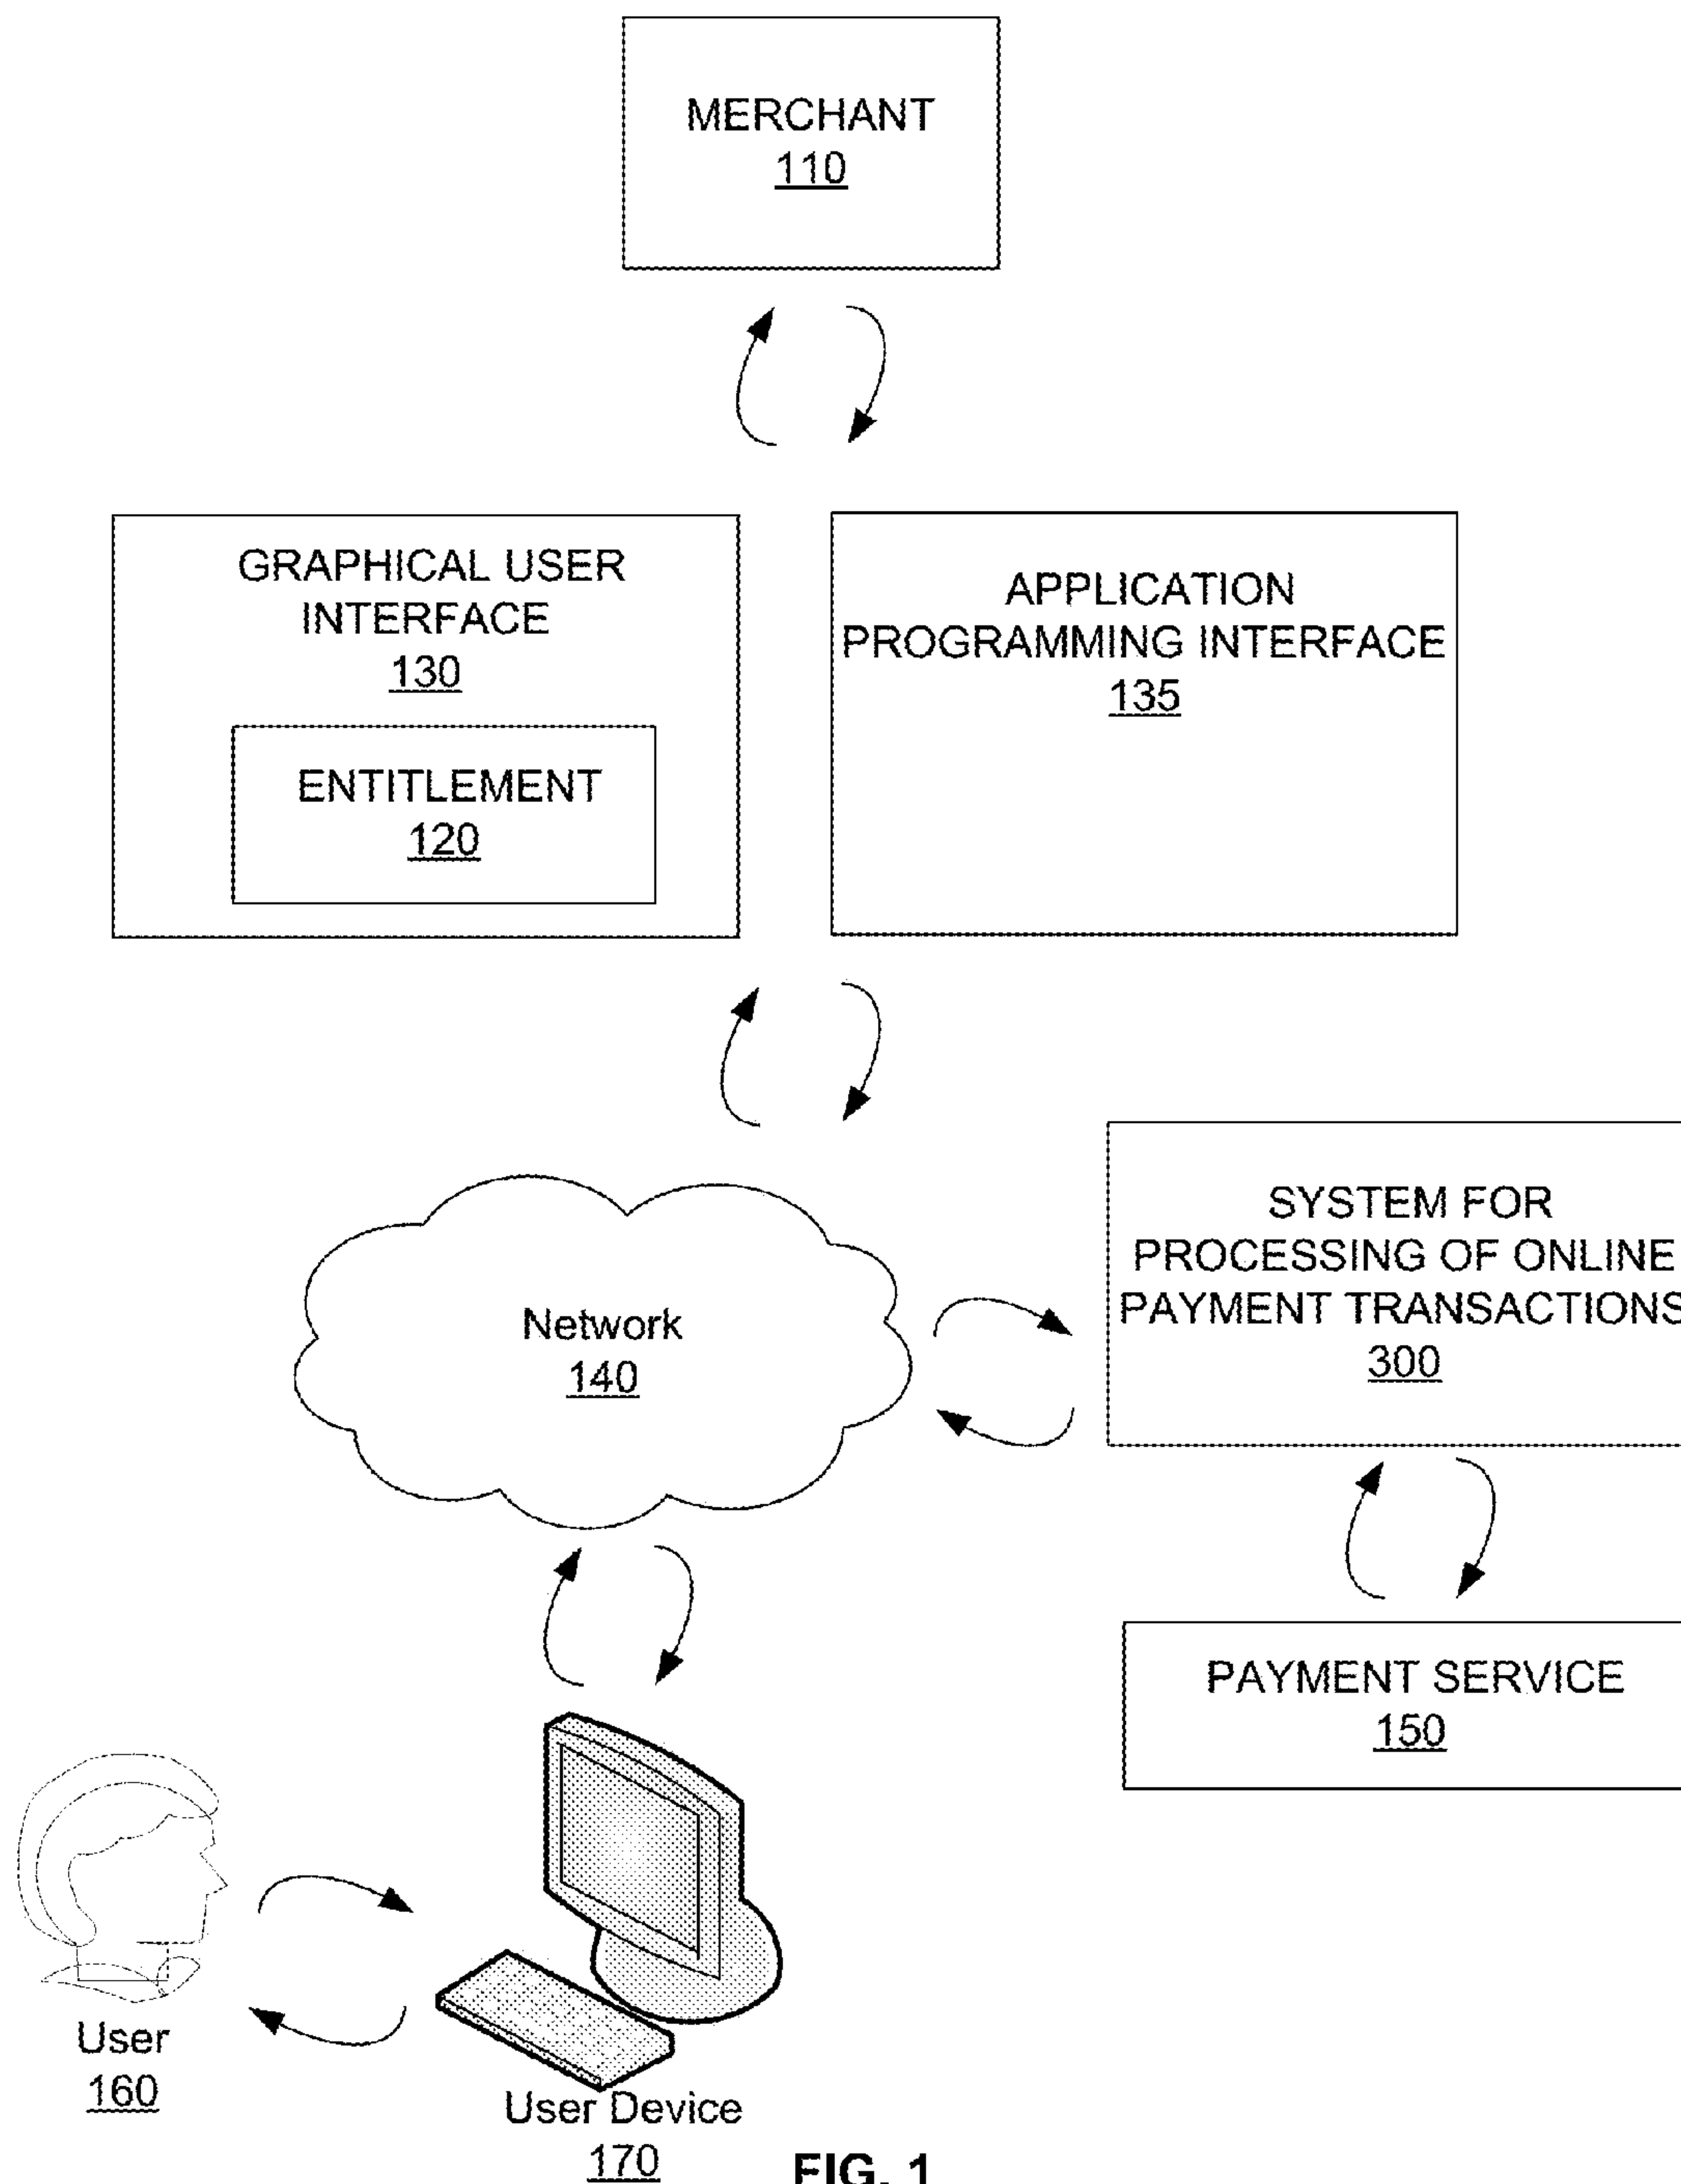 MERCHANT
110
GRAPHICAL USER
INTERFACE
130
ENTITLEMENT
120
APPLICATION
PROGRAMMING INTERFACE
135
SYSTEM FOR
PROCESSING OF ONLINE
PAYMENT TRANSACTIONS
300
Network
140
PAYMENT SERVICE
150
User
160
User Device
170
FIG. 1